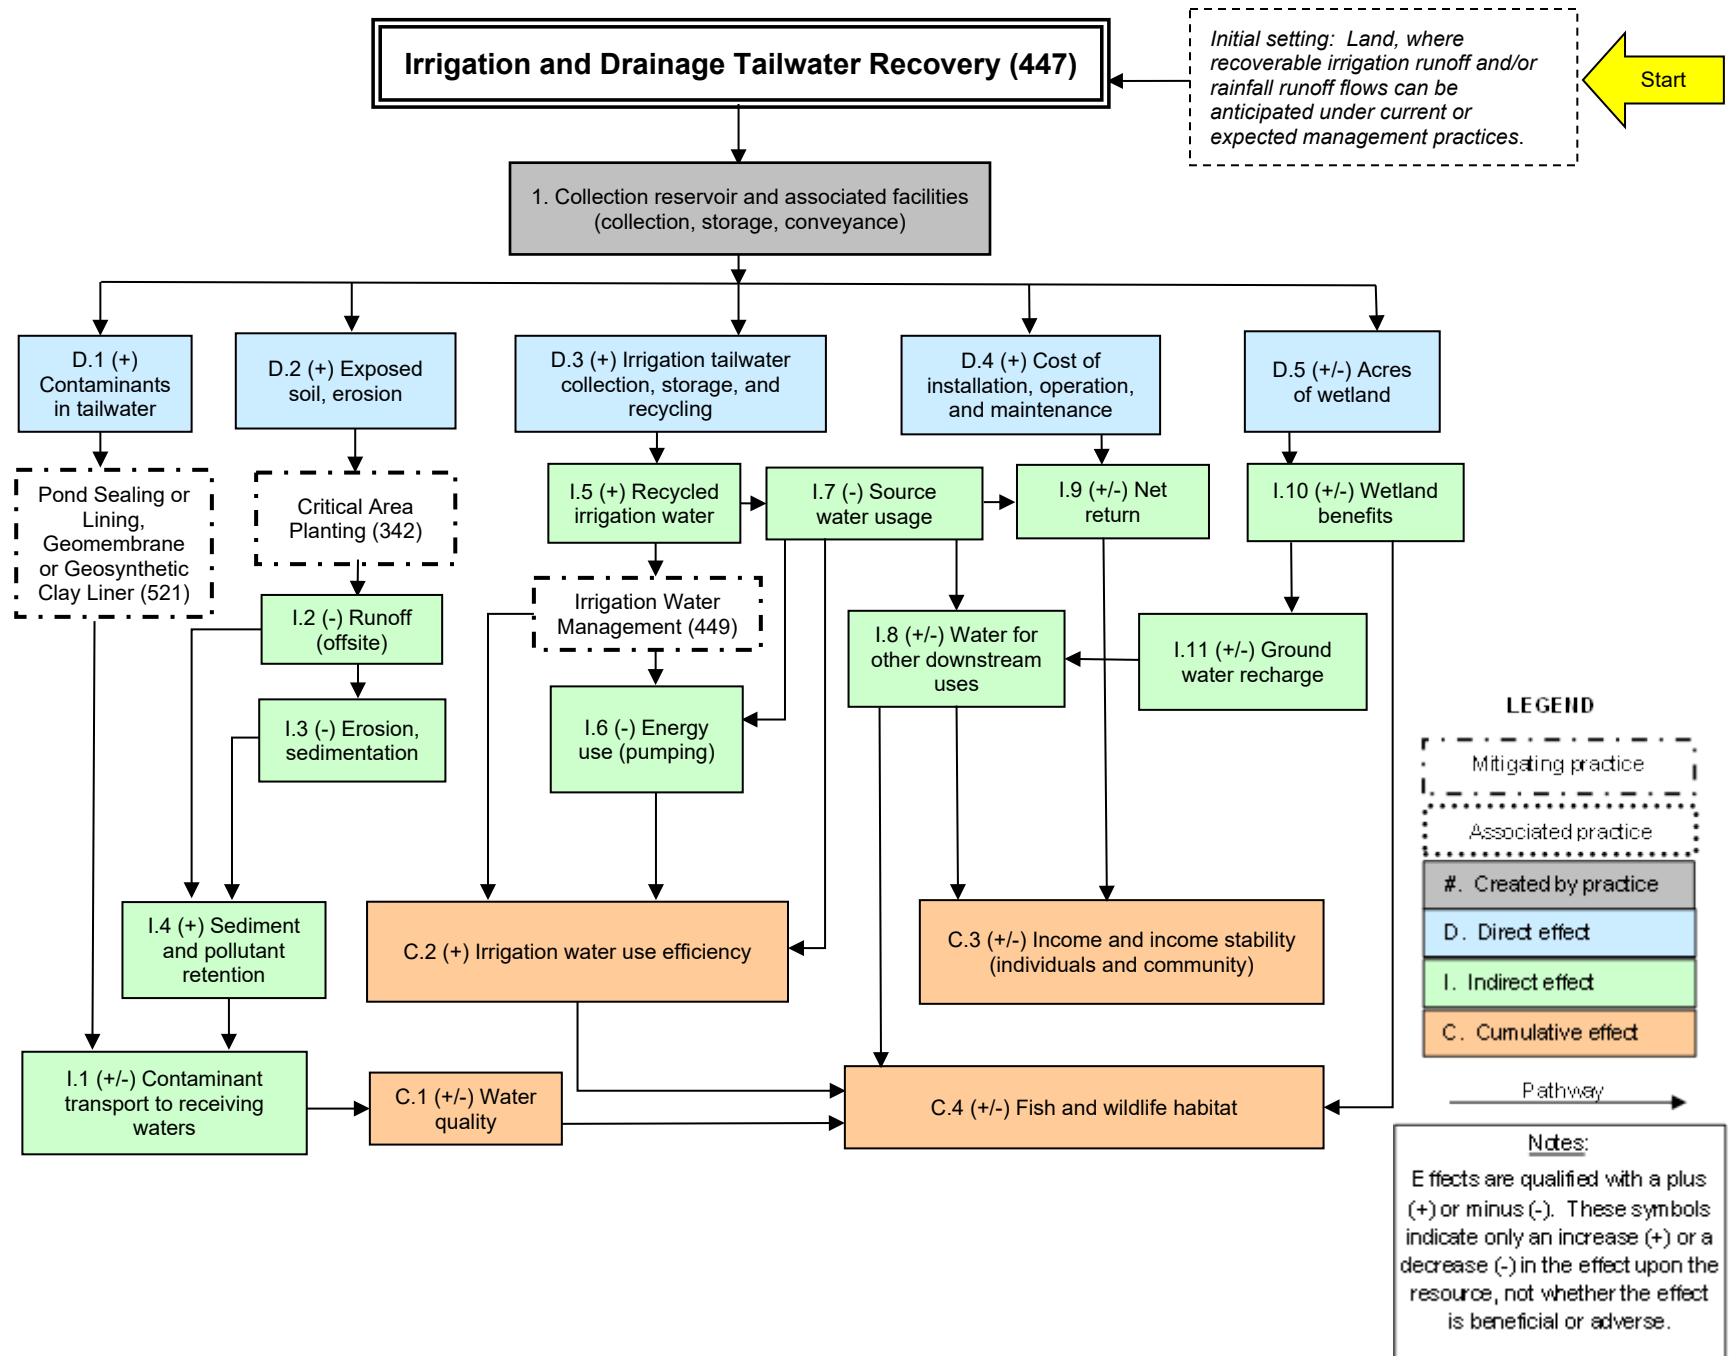 Irrigation and Drainage Tailwater Recovery (447)
Initial setting:  Land, where
recoverable irrigation runoff and/or
rainfall runoff flows can be
anticipated under current or
expected management practices.
Start
1. Collection reservoir and associated facilities
(collection, storage, conveyance)
D.1 (+)
Contaminants
in tailwater
D.2 (+) Exposed
soil, erosion
D.3 (+) Irrigation tailwater
collection, storage, and
recycling
D.4 (+) Cost of
installation, operation,
and maintenance
D.5 (+/-) Acres
of wetland
Pond Sealing or
Lining,
Geomembrane
or Geosynthetic
Clay Liner (521)
Critical Area
Planting (342)
I.5 (+) Recycled
irrigation water
I.7 (-) Source
water usage
I.9 (+/-) Net
return
I.10 (+/-) Wetland
benefits
I.2 (-) Runoff
(offsite)
Irrigation Water
Management (449)
I.8 (+/-) Water for
other downstream
uses
I.11 (+/-) Ground
water recharge
I.3 (-) Erosion,
sedimentation
I.6 (-) Energy
use (pumping)
I.4 (+) Sediment
and pollutant
retention
C.2 (+) Irrigation water use efficiency
C.3 (+/-) Income and income stability
(individuals and community)
I.1 (+/-) Contaminant
transport to receiving
waters
C.1 (+/-) Water
quality
C.4 (+/-) Fish and wildlife habitat
LEGEND
Mitigating practice
Associated practice
#. Created by practice
D. Direct effect
I. Indirect effect
C. Cumulative effect
Pathway
Notes:
Effects are qualified with a plus
(+) or minus (-). These symbols
indicate only an increase (+) or a
decrease (-) in the effect upon the
resource, not whether the effect
is beneficial or adverse.